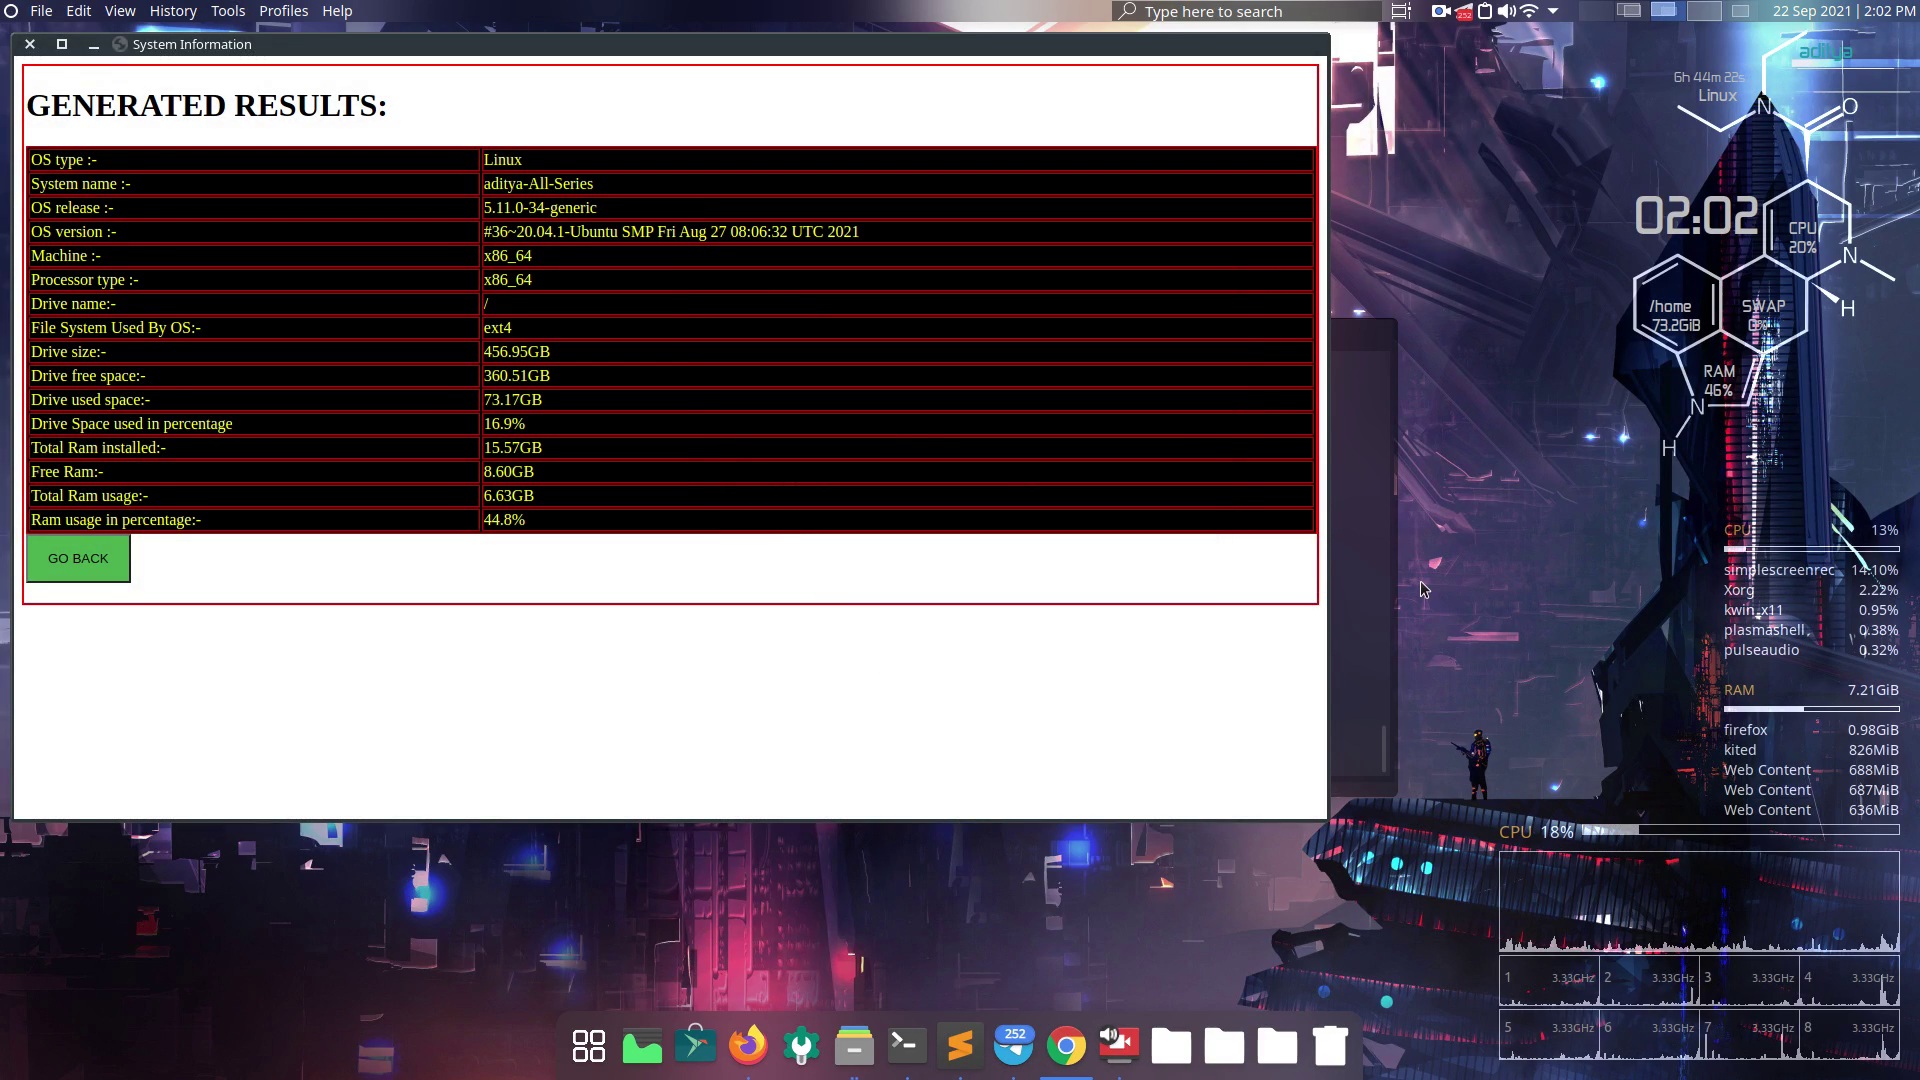 File Edit View History Tools Profiles Help
Type here to search
252
22 Sep 2021 | 2:02 PM
System Information
GENERATED RESULTS:
OS type :- Linux
System name :- aditya-All-Series
OS release :- 5.11.0-34-generic
OS version :- #36~20.04.1-Ubuntu SMP Fri Aug 27 08:06:32 UTC 2021
Machine :- x86_64
Processor type :- x86_64
Drive name:- /
File System Used By OS:- ext4
Drive size:- 456.95GB
Drive free space:- 360.51GB
Drive used space:- 73.17GB
Drive Space used in percentage 16.9%
Total Ram installed:- 15.57GB
Free Ram:- 8.60GB
Total Ram usage:- 6.63GB
Ram usage in percentage:- 44.8%
GO BACK
aditya
6h 44m 22s
Linux
N O
02:02
CPU
20%
N
H
/home
73.2GiB
SWAP
0%
RAM
46%
N
H
CPU 13%
simplescreenrec 14.10%
Xorg 2.22%
kwin_x11 0.95%
plasmashell 0.38%
pulseaudio 0.32%
RAM 7.21GiB
firefox 0.98GiB
kited 826MiB
Web Content 688MiB
Web Content 687MiB
Web Content 636MiB
CPU 18%
1 3.33GHz 2 3.33GHz 3 3.33GHz 4 3.33GHz
5 3.33GHz 6 3.33GHz 7 3.33GHz 8 3.33GHz
252